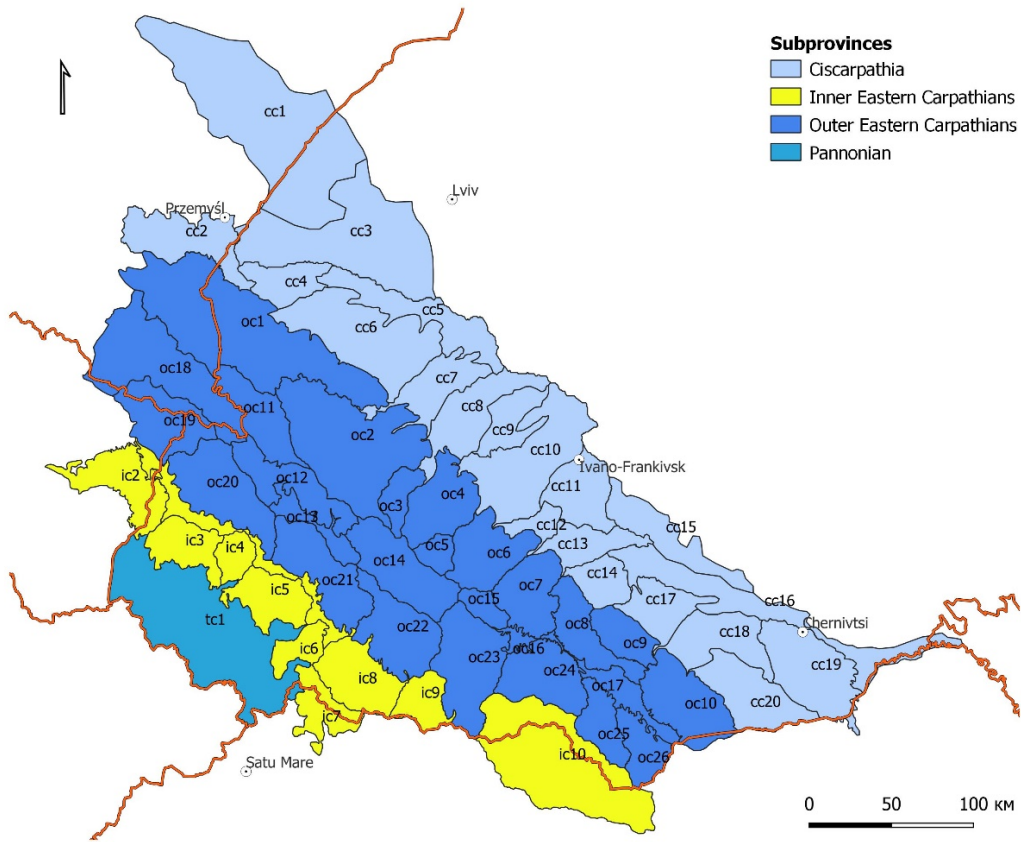 Subprovinces
Ciscarpathia
Inner Eastern Carpathians
Outer Eastern Carpathians
Pannonian
cc1
Lviv
Przemyśl
cc2
cc3
cc4
cc5
oc1
cc6
oc18
cc7
oc11
cc8
oc19
oc2
cc9
cc10
Ivano-Frankivsk
ic2
oc20
oc12
cc11
oc3
oc4
oc13
cc12
cc15
ic3
ic4
oc5
oc6
cc13
oc14
cc14
oc21
oc7
ic5
cc17
oc15
cc16
tc1
oc22
oc8
Chernivtsi
cc18
oc9
ic6
oc23
oc16
cc19
ic8
oc24
ic9
oc17
cc20
oc10
ic7
oc25
ic10
oc26
Satu Mare
0 50 100 км